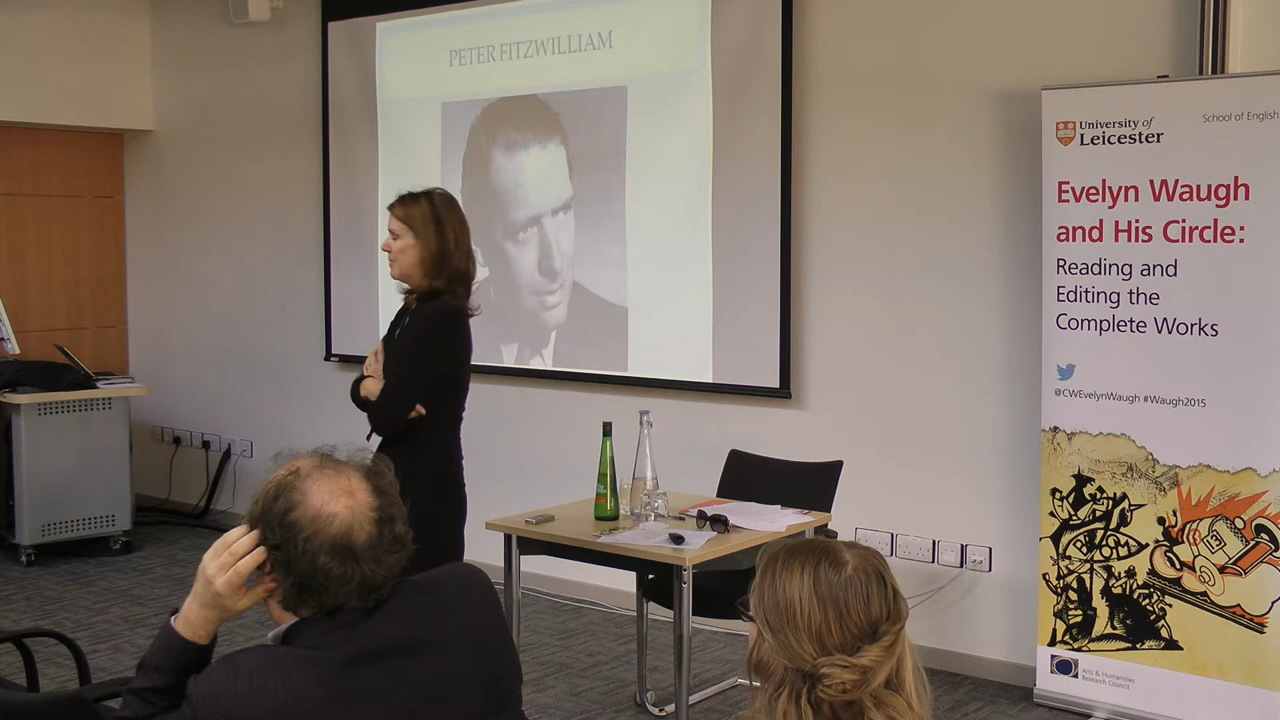 PETER FITZWILLIAM
University of
Leicester
School of English
Evelyn Waugh
and His Circle:
Reading and
Editing the
Complete Works
@CWEvelynWaugh #Waugh2015
BOOM
Arts & Humanities
Research Council